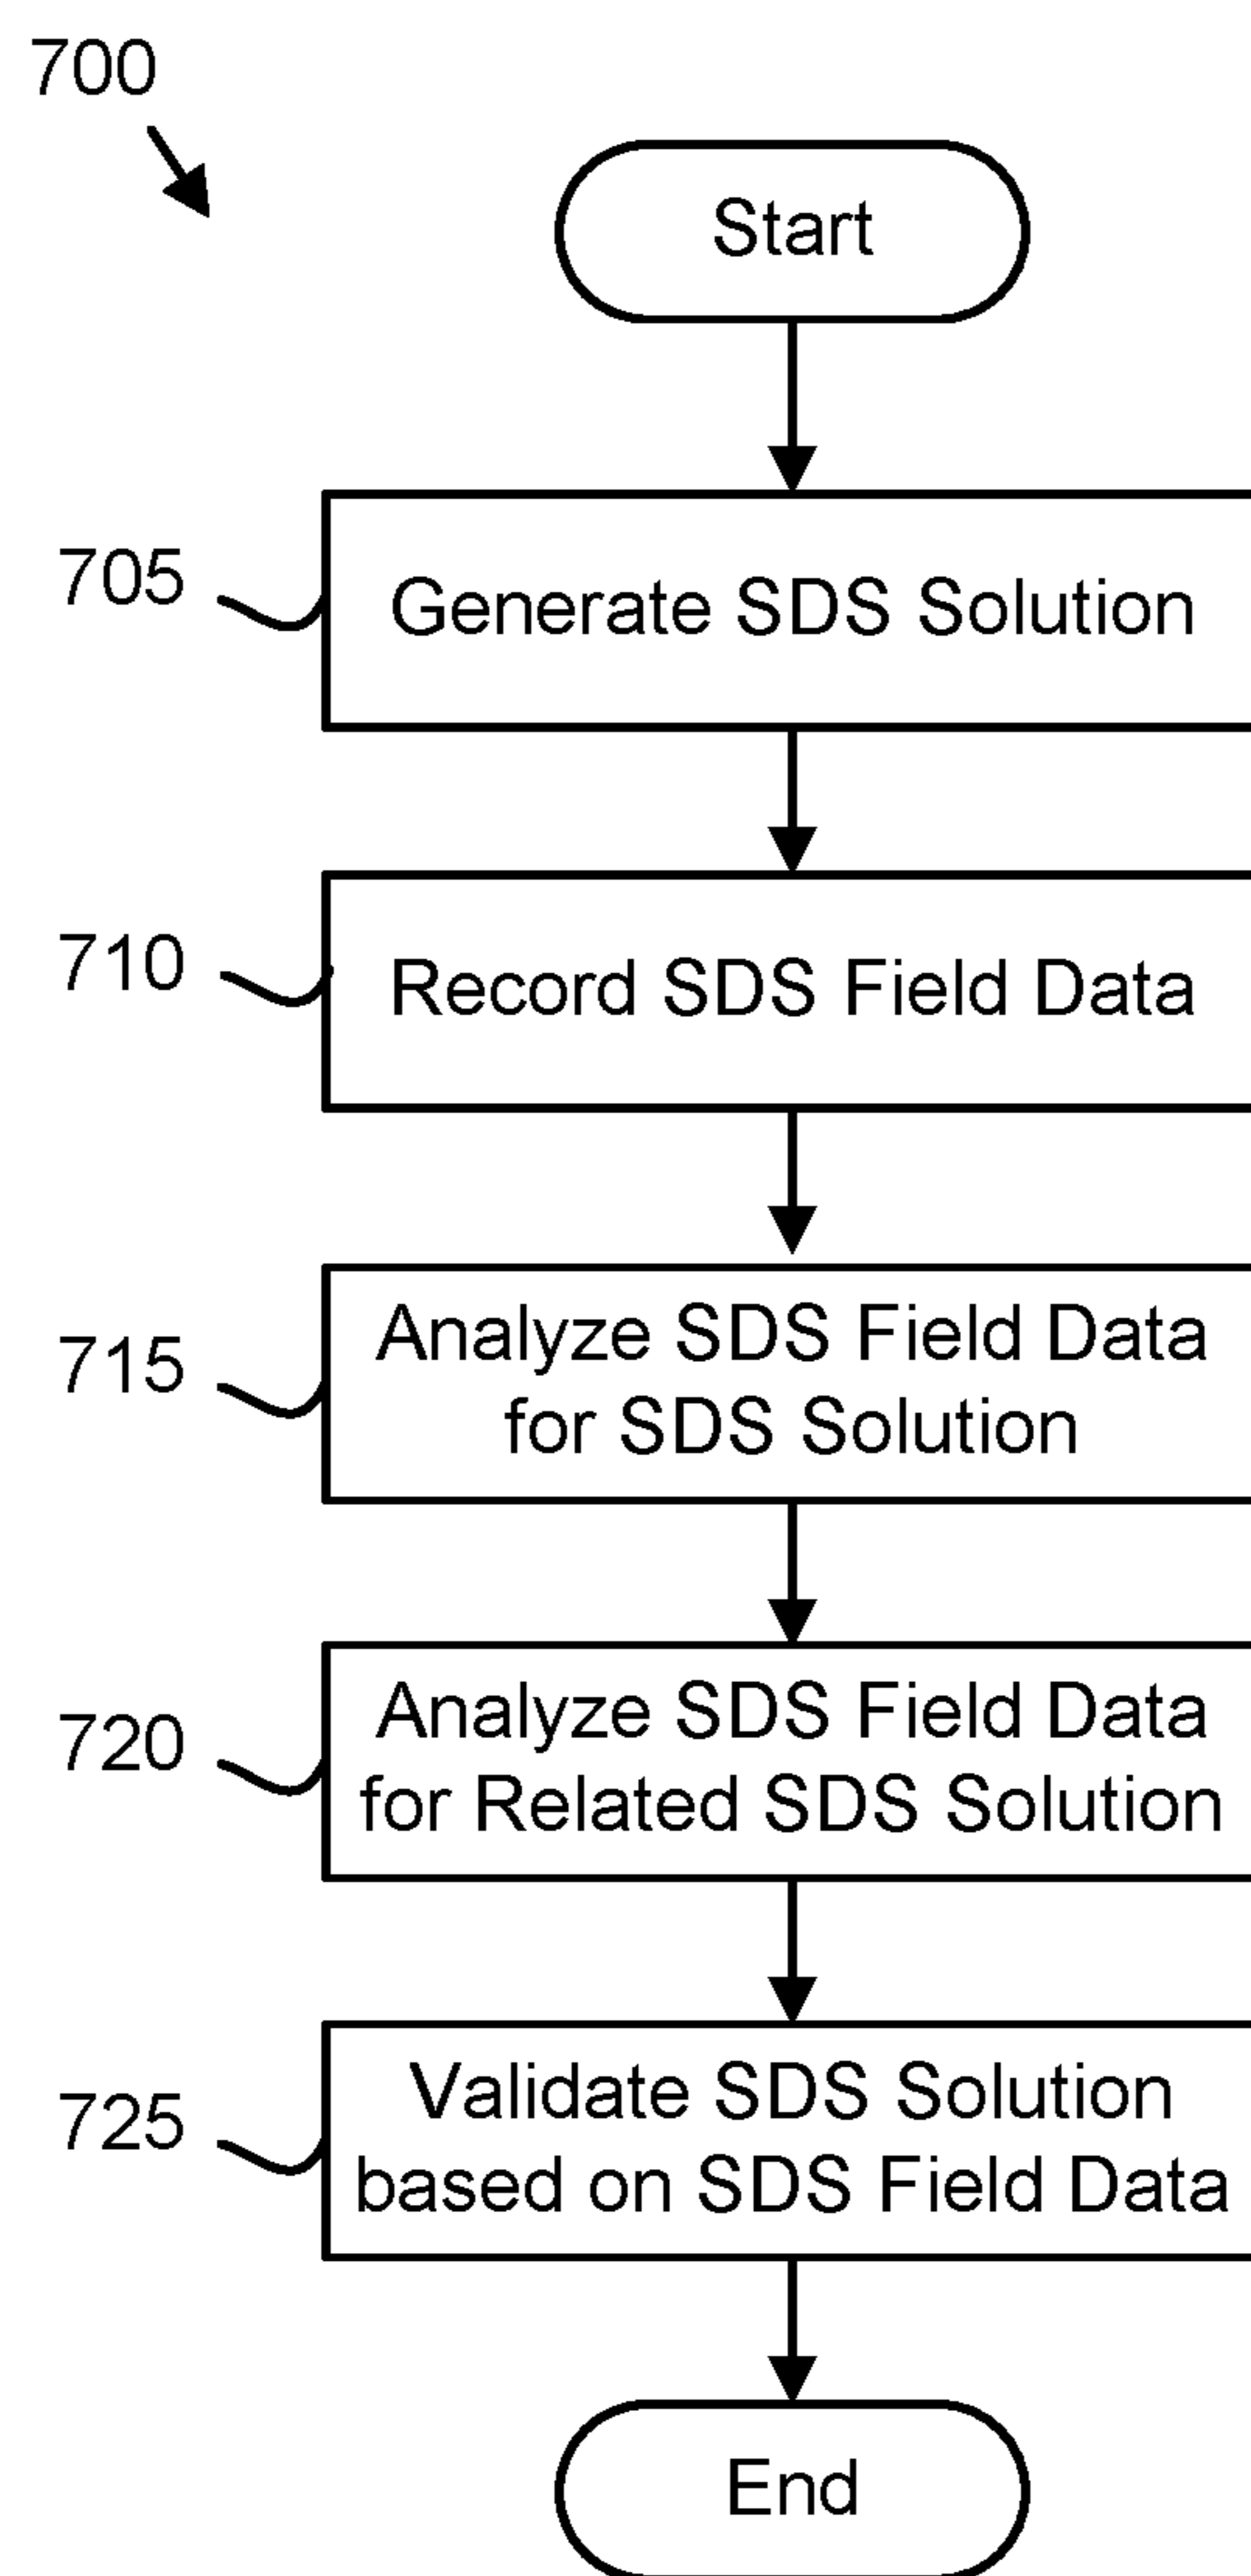 700
Start
705
Generate SDS Solution
710
Record SDS Field Data
715
Analyze SDS Field Data
for SDS Solution
720
Analyze SDS Field Data
for Related SDS Solution
725
Validate SDS Solution
based on SDS Field Data
End